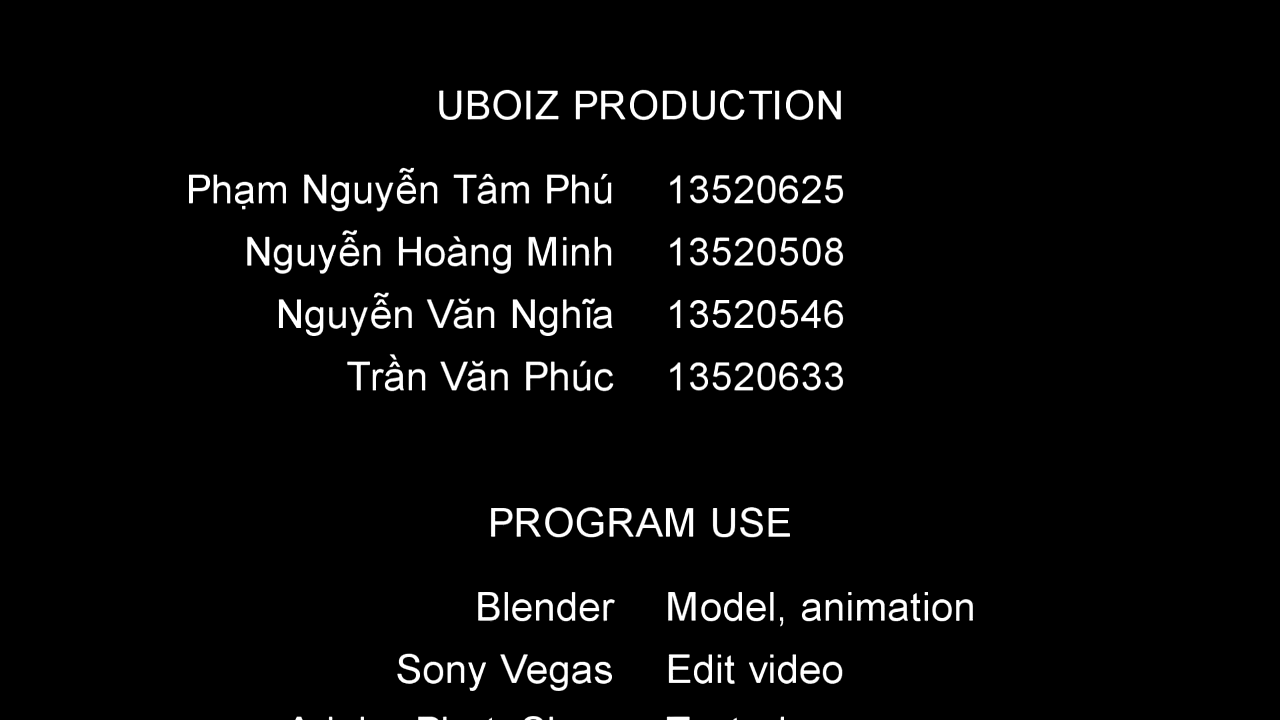 UBOIZ PRODUCTION
Phạm Nguyễn Tâm Phú 13520625
Nguyễn Hoàng Minh 13520508
Nguyễn Văn Nghĩa 13520546
Trần Văn Phúc 13520633
PROGRAM USE
Blender Model, animation
Sony Vegas Edit video